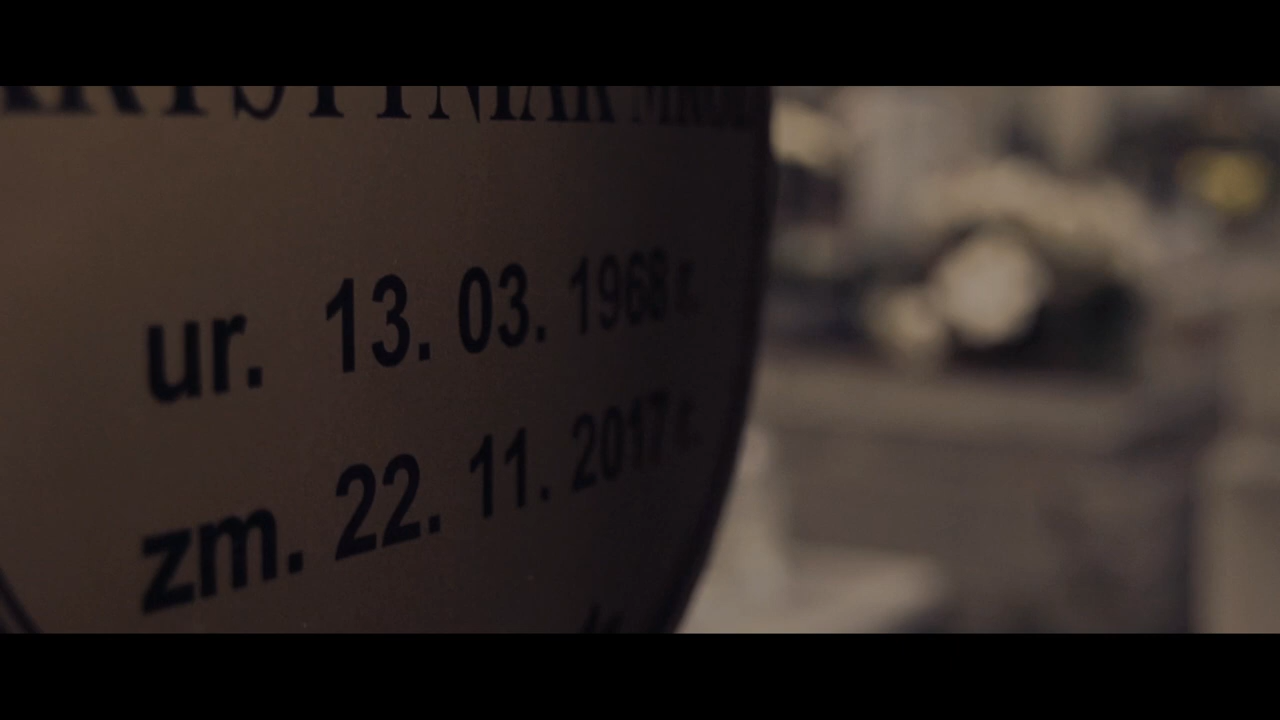 ur. 13. 03. 1968 r.
zm. 22. 11. 2017 r.